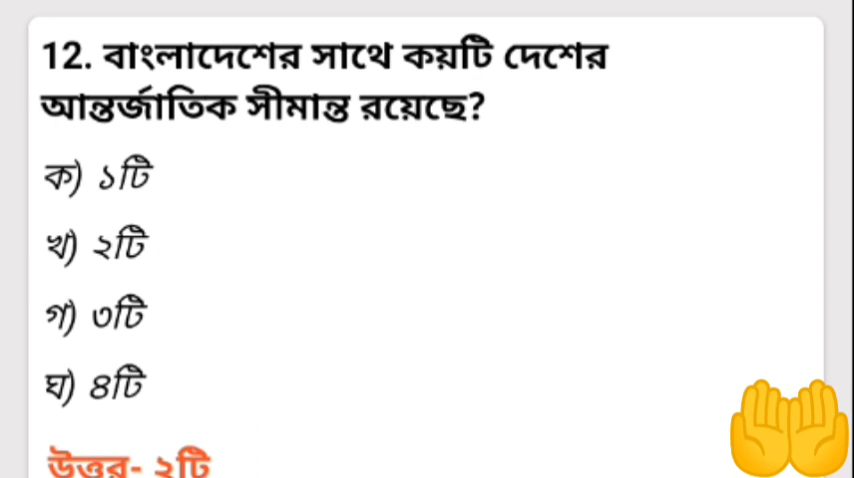 12. বাংলাদেশের সাথে কয়টি দেশের
আন্তর্জাতিক সীমান্ত রয়েছে?
ক) ১টি
খ) ২টি
গ) ৩টি
ঘ) ৪টি
উত্তর- ২টি